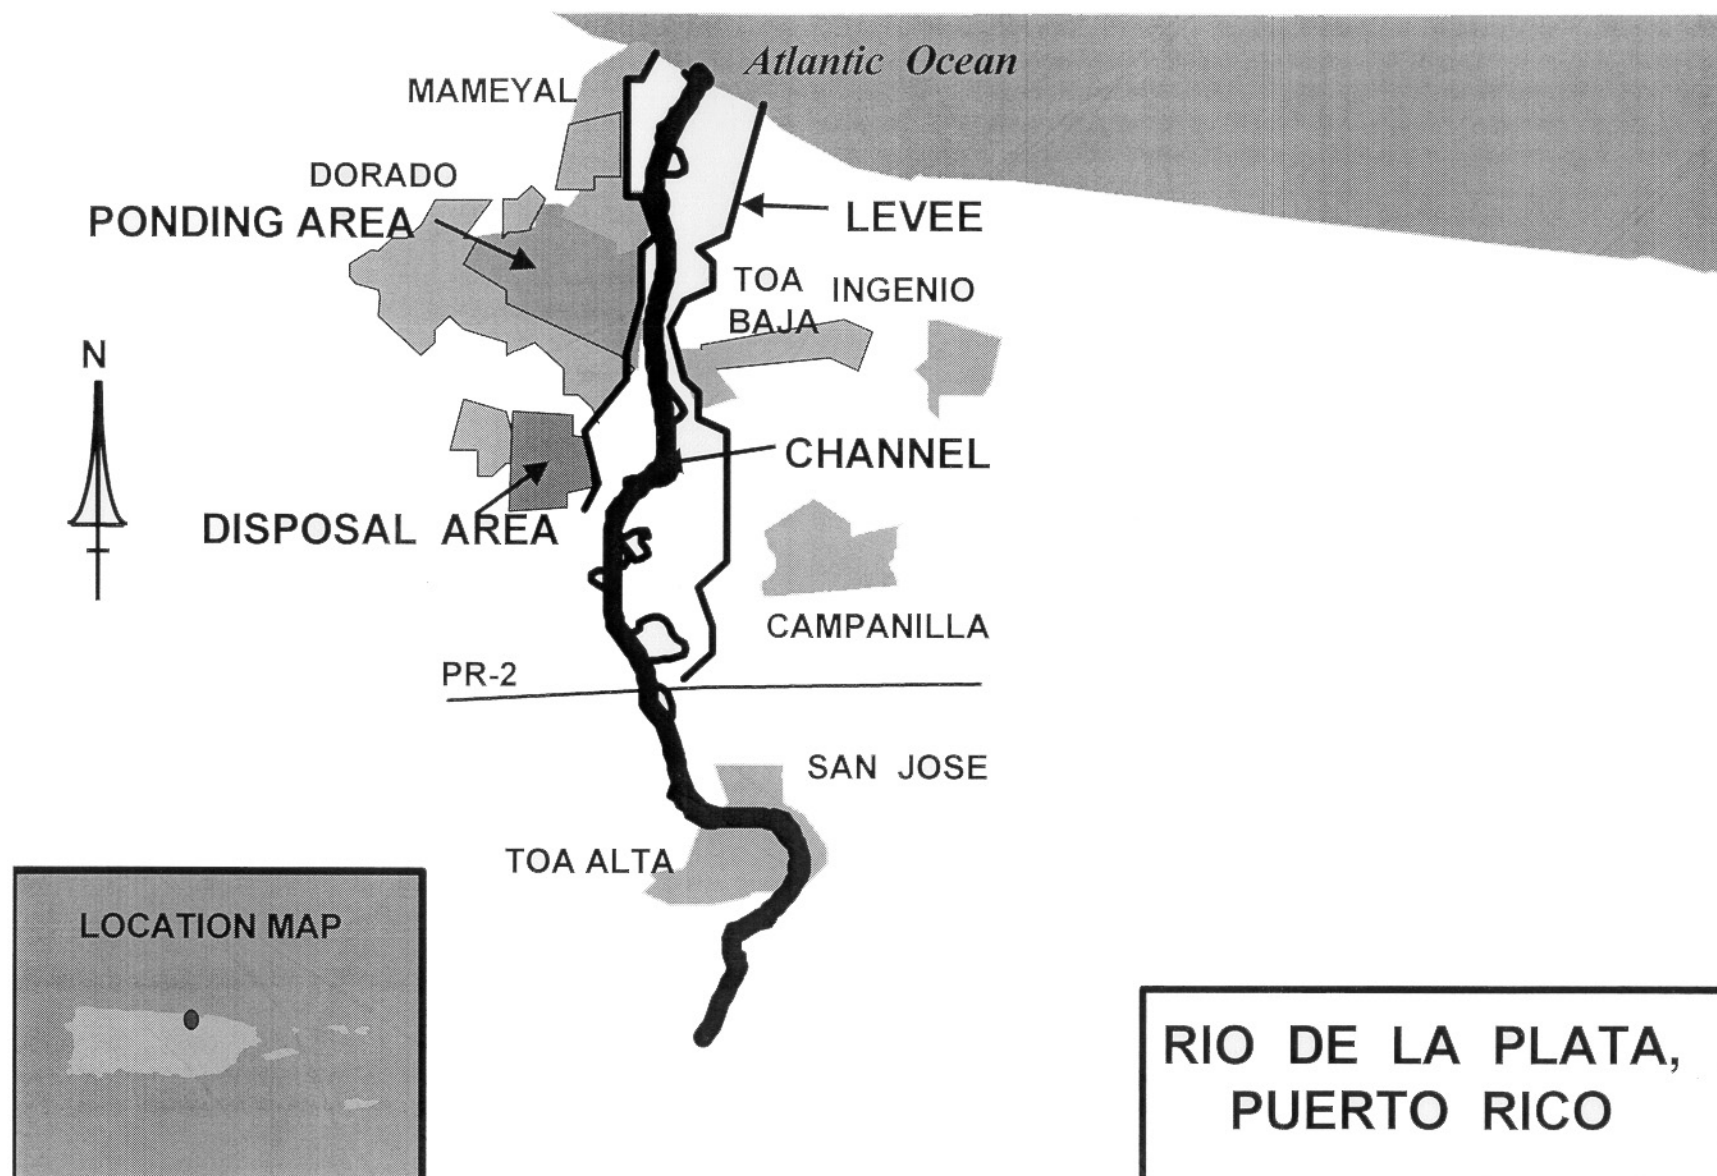 Atlantic Ocean
MAMEYAL
DORADO
PONDING AREA
LEVEE
TOA
BAJA
INGENIO
N
CHANNEL
DISPOSAL AREA
CAMPANILLA
PR-2
SAN JOSE
TOA ALTA
LOCATION MAP
RIO DE LA PLATA,
PUERTO RICO